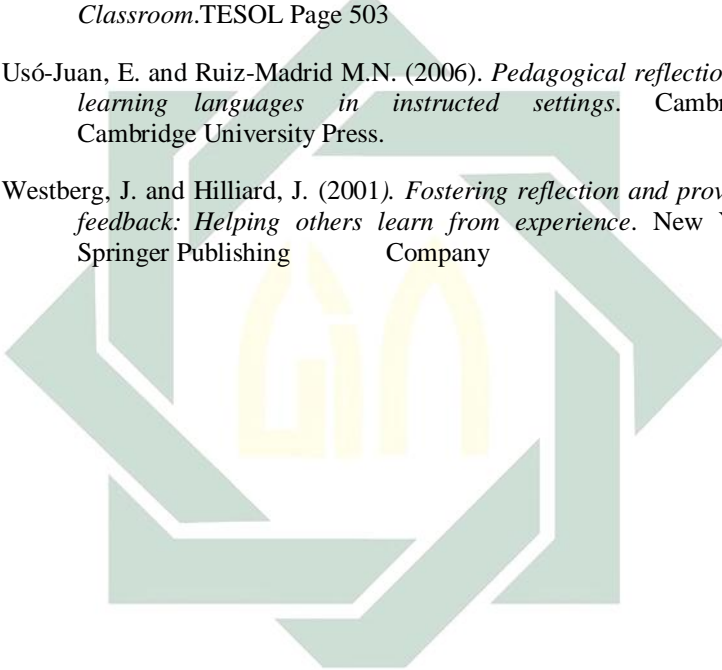 Classroom.TESOL Page 503
Usó-Juan, E. and Ruiz-Madrid M.N. (2006). Pedagogical reflectio
learning languages in instructed settings. Camb
Cambridge University Press.
Westberg, J. and Hilliard, J. (2001). Fostering reflection and prov
feedback: Helping others learn from experience. New
Springer Publishing Company